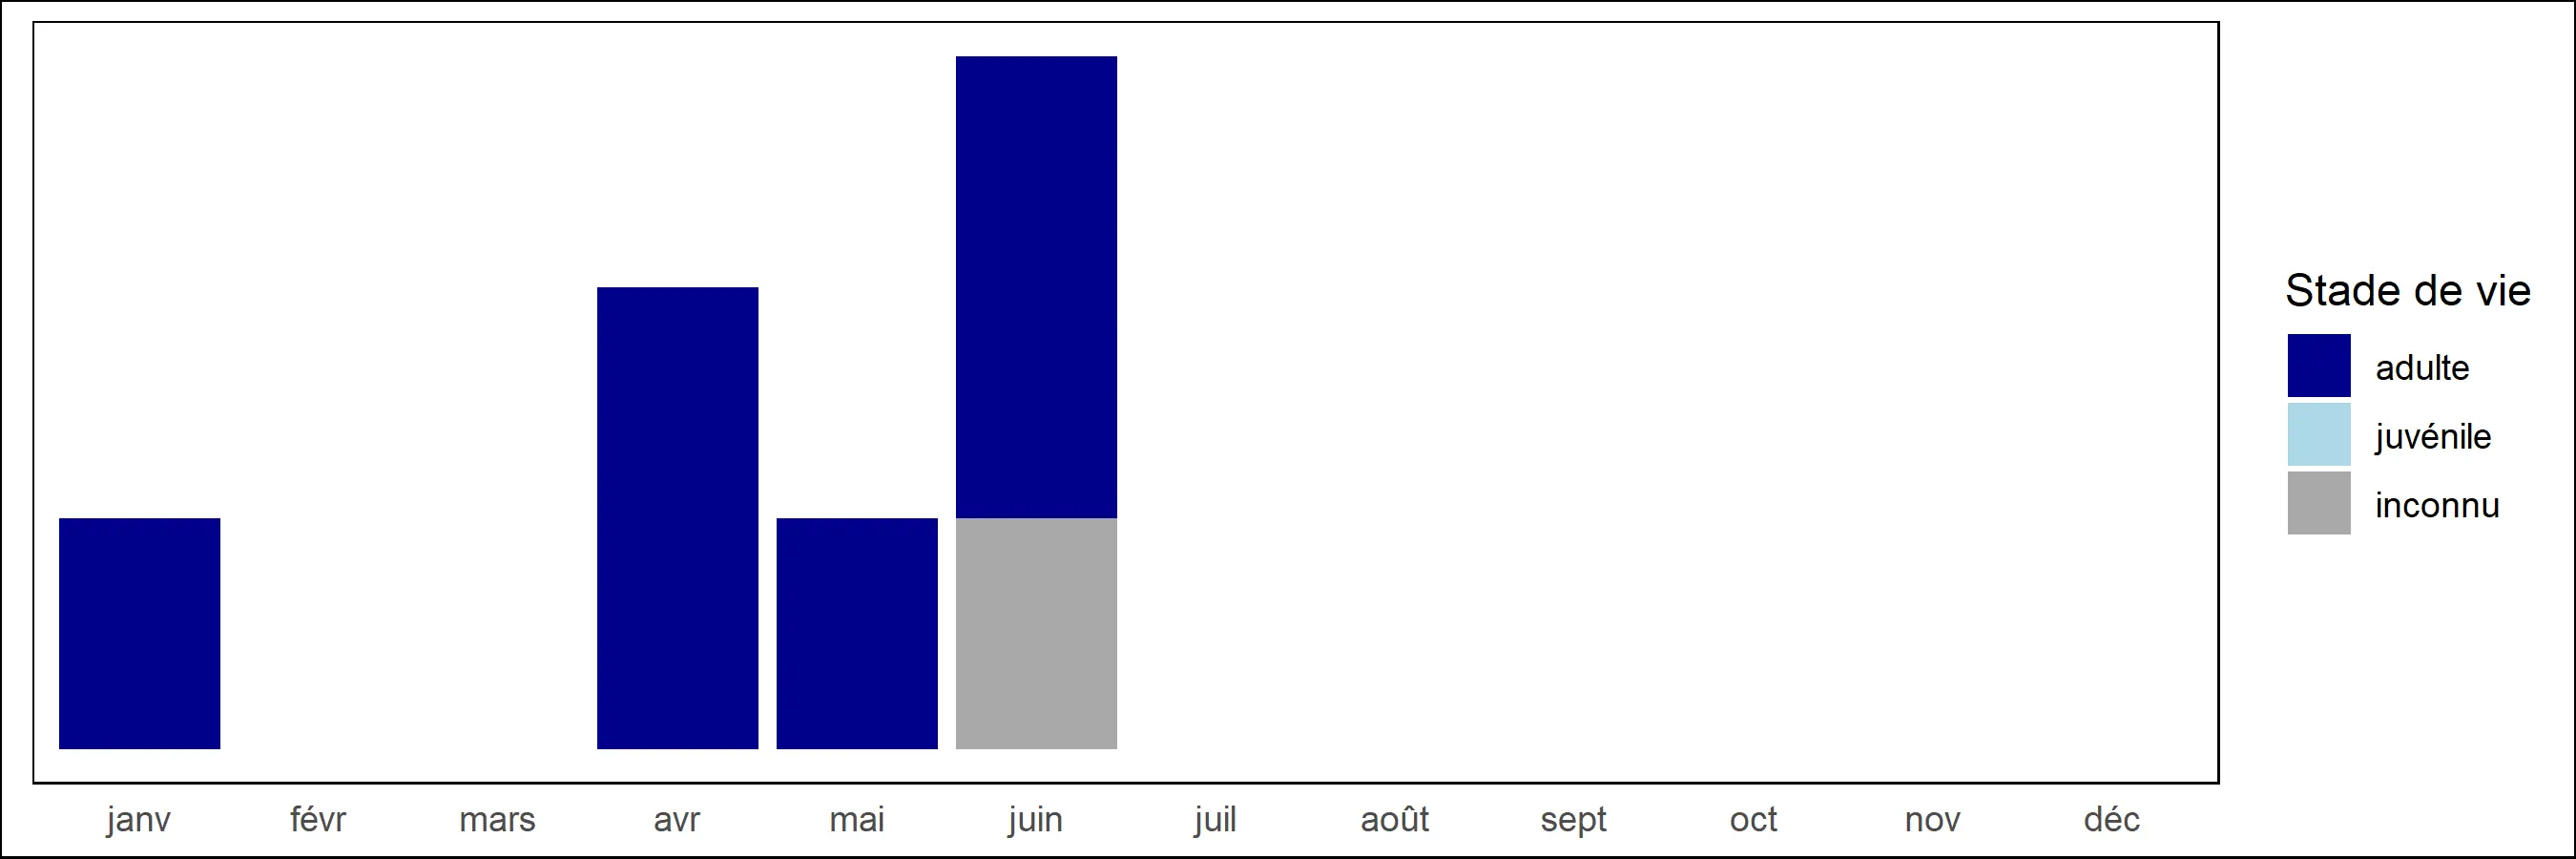 Stade de vie
adulte
juvénile
inconnu
janv févr mars avr mai juin juil août sept oct nov déc